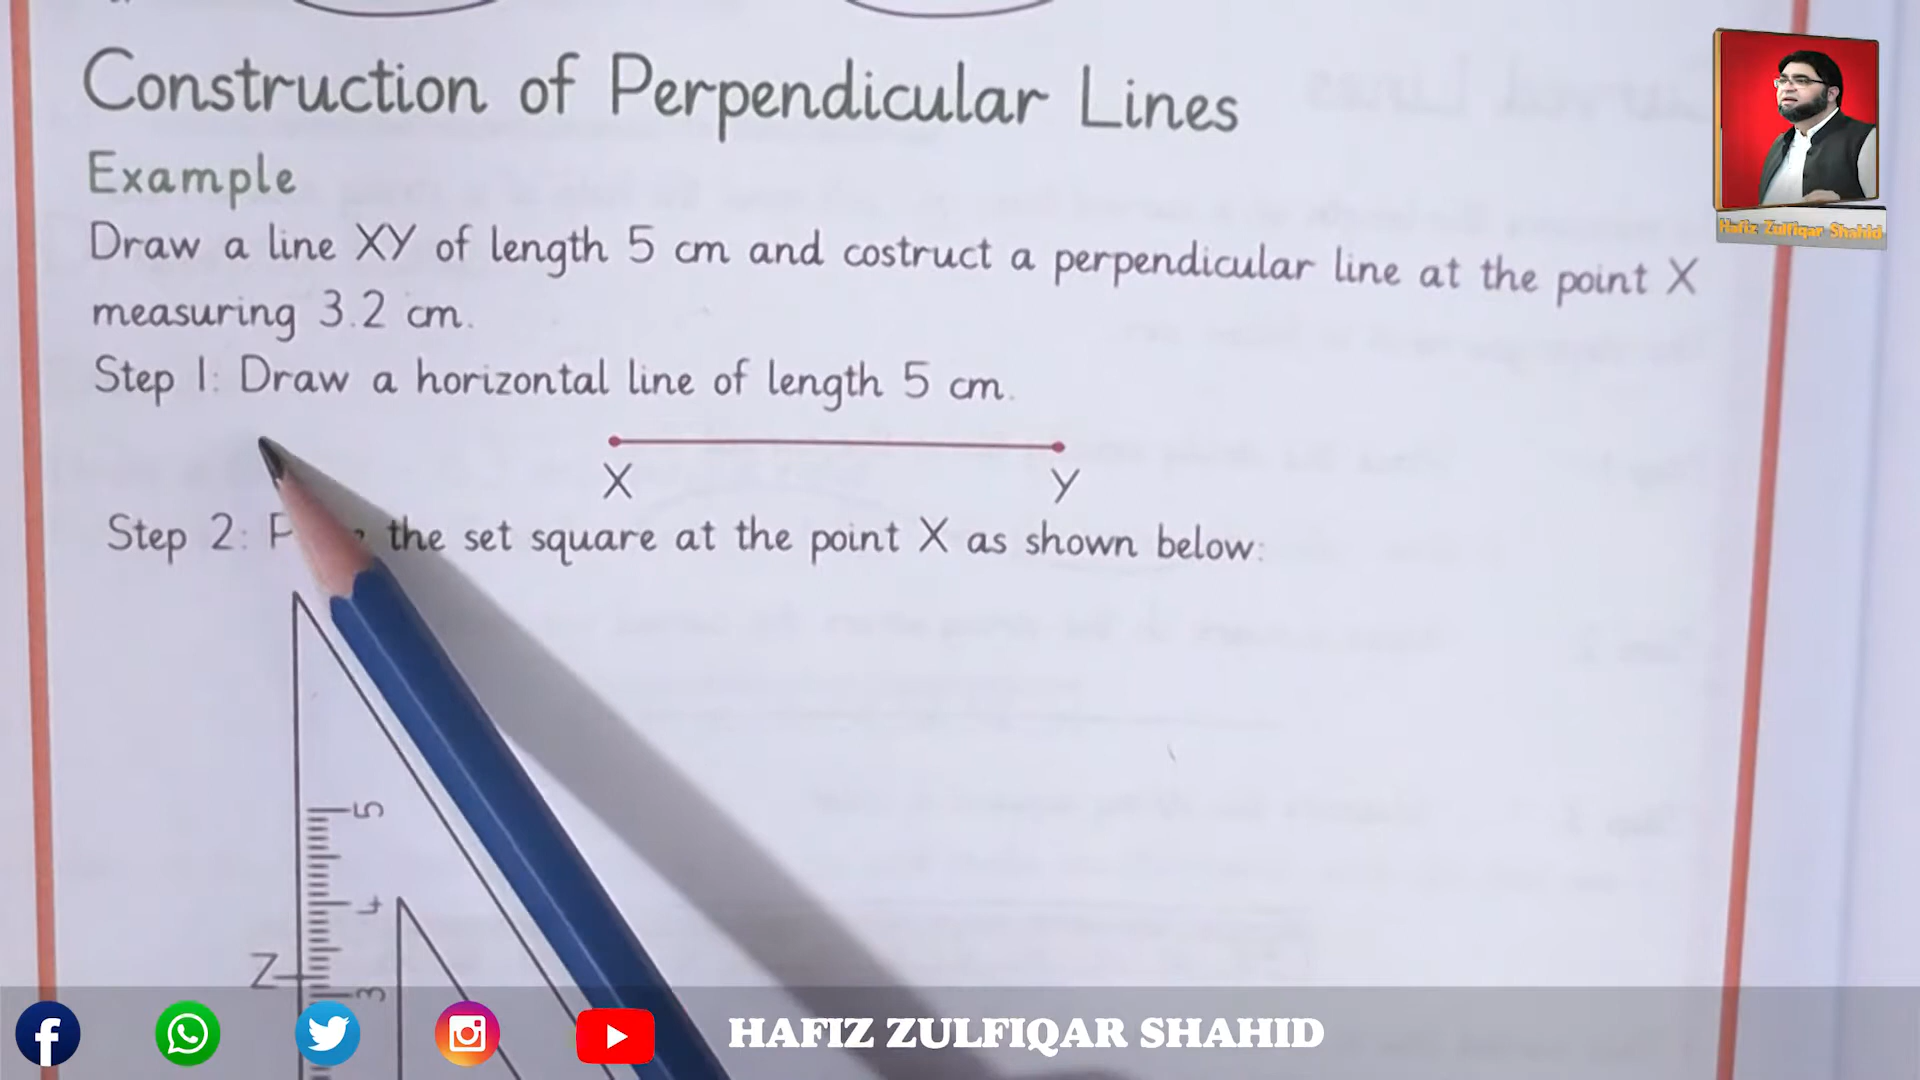 Construction of Perpendicular Lines
Example
Draw a line XY of length 5 cm and costruct a perpendicular line at the point X
measuring 3.2 cm.
Step 1: Draw a horizontal line of length 5 cm.
X Y
Step 2: the set square at the point X as shown below:
5
4
Z
3
Hafiz Zulfiqar Shahid
HAFIZ ZULFIQAR SHAHID